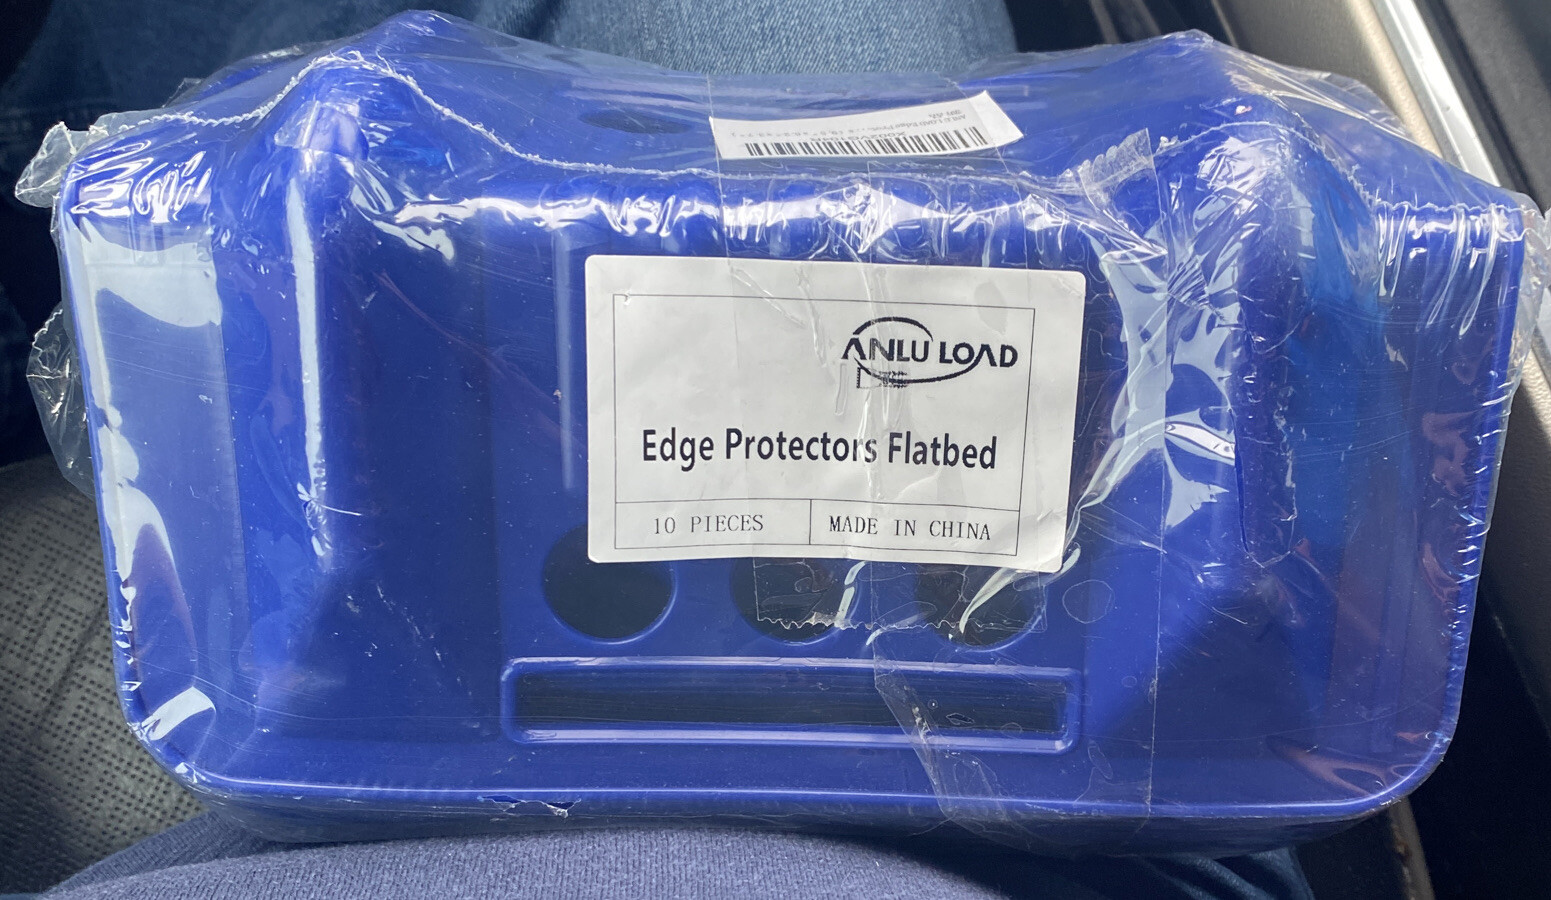 ANLU LOAD
Edge Protectors Flatbed
10 PIECES
MADE IN CHINA